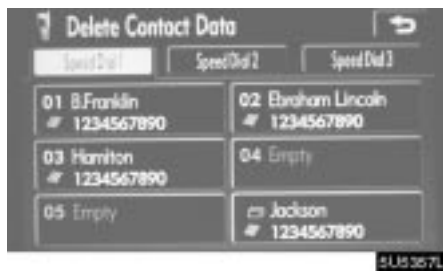 Delete Contact Data
Speed Dial 1 Speed Dial 2 Speed Dial 3
01 B.Franklin 02 Ebraham Lincoln
1234567890 1234567890
03 Hamiton 04 Empty
1234567890
05 Empty Jackson
1234567890
5U5357L